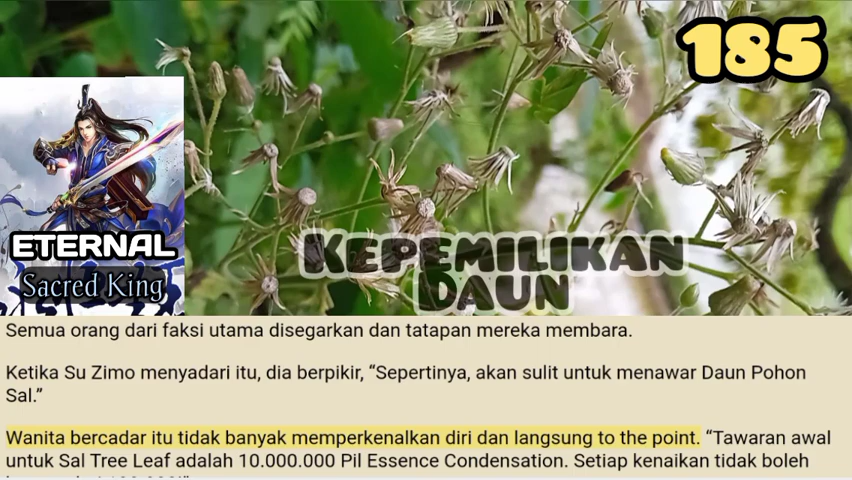 185
ETERNAL
Sacred King
KEPEMILIKAN
DAUN
Semua orang dari faksi utama disegarkan dan tatapan mereka membara.
Ketika Su Zimo menyadari itu, dia berpikir, “Sepertinya, akan sulit untuk menawar Daun Pohon
Sal.”
Wanita bercadar itu tidak banyak memperkenalkan diri dan langsung to the point. “Tawaran awal
untuk Sal Tree Leaf adalah 10.000.000 Pil Essence Condensation. Setiap kenaikan tidak boleh